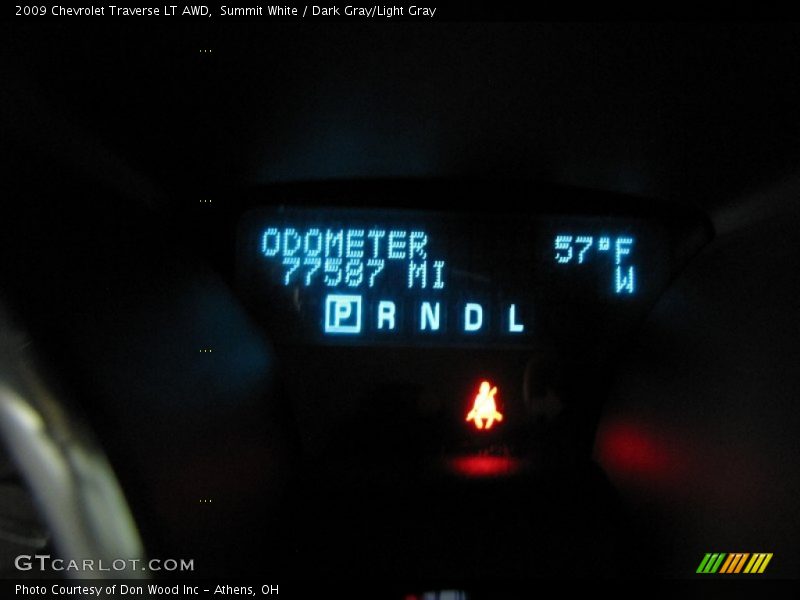 2009 Chevrolet Traverse LT AWD,  Summit White / Dark Gray/Light Gray
ODOMETER 57°F
77587 MI W
P R N D L
GTCARLOT.COM
Photo Courtesy of Don Wood Inc - Athens, OH